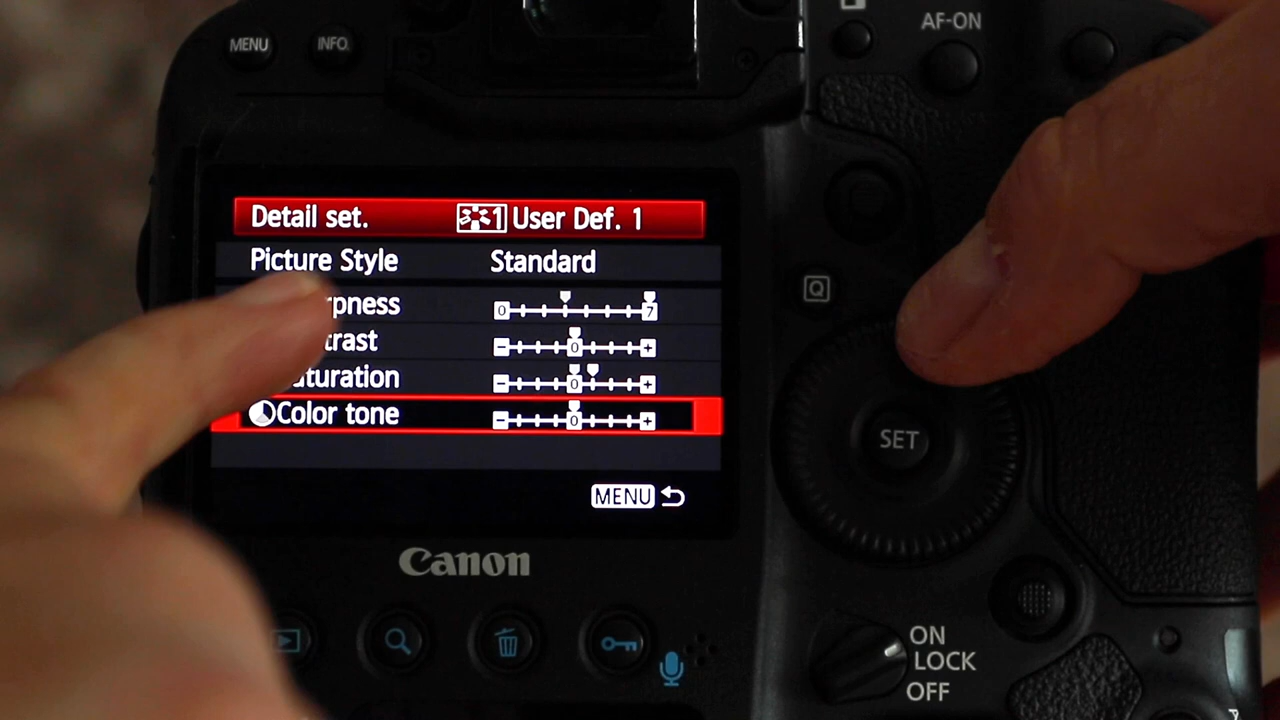 MENU INFO. AF-ON
Detail set. 1 User Def. 1
Picture Style Standard
rpness 0 7
trast 0
aturation 0
Color tone 0
Q
SET
MENU
Canon
ON
LOCK
OFF